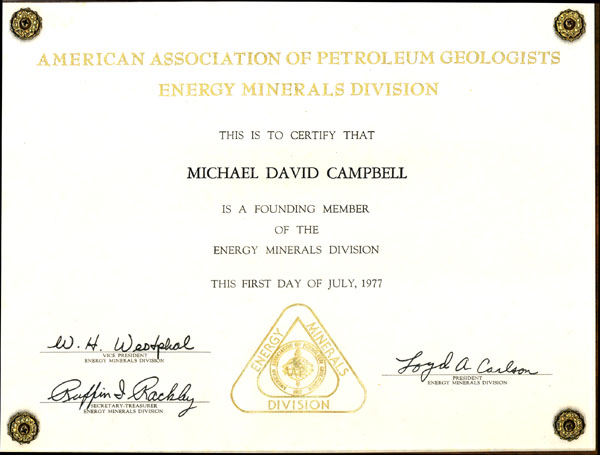 AMERICAN ASSOCIATION OF PETROLEUM GEOLOGISTS
ENERGY MINERALS DIVISION
THIS IS TO CERTIFY THAT
MICHAEL DAVID CAMPBELL
IS A FOUNDING MEMBER
OF THE
ENERGY MINERALS DIVISION
THIS FIRST DAY OF JULY, 1977
W. H. Westphal
VICE PRESIDENT
ENERGY MINERALS DIVISION
Ruffin I. Rackley
SECRETARY-TREASURER
ENERGY MINERALS DIVISION
ENERGY MINERALS
DIVISION
Loyd A. Carlson
PRESIDENT
ENERGY MINERALS DIVISION